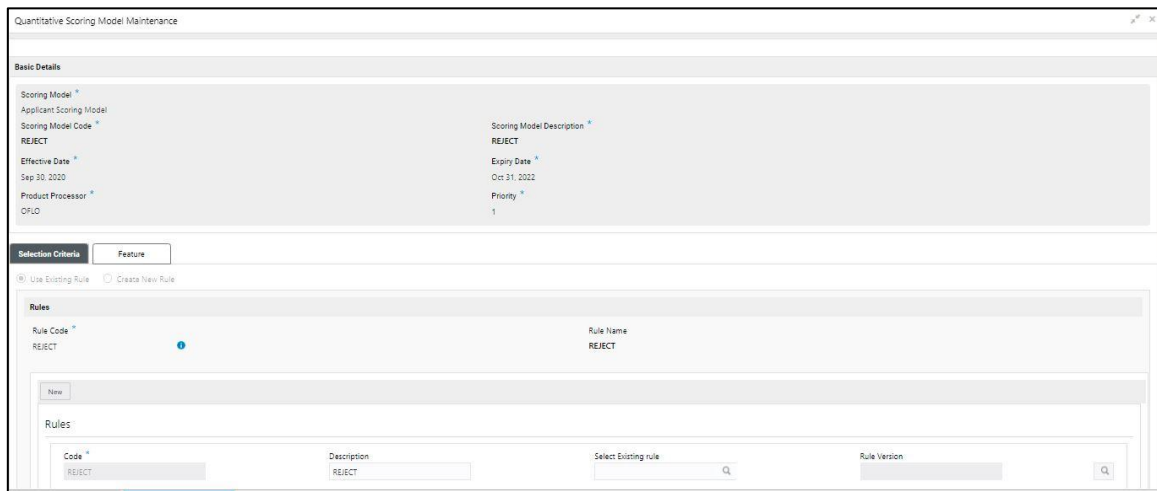 Quantitative Scoring Model Maintenance
Basic Details
Scoring Model *
Applicant Scoring Model
Scoring Model Code * Scoring Model Description *
REJECT REJECT
Effective Date * Expiry Date *
Sep 30, 2020 Oct 31, 2022
Product Processor * Priority *
OFLO 1
Selection Criteria Feature
Use Existing Rule Create New Rule
Rules
Rule Code * Rule Name
REJECT REJECT
New
Rules
Code * Description Select Existing rule Rule Version
REJECT REJECT